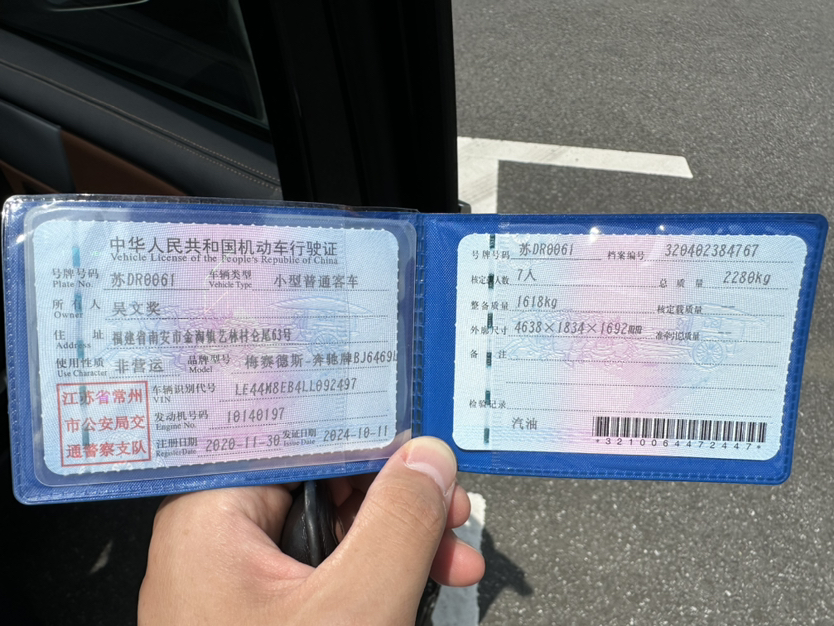 中华人民共和国机动车行驶证
Vehicle License of the People's Republic of China
号牌号码 苏DR0061 车辆类型 小型普通客车
Plate No. Vehicle Type
所有人 吴文奖
Owner
住址 福建省南安市金淘镇艺林村仓尾63号
Address
使用性质 非营运 品牌型号 梅赛德斯-奔驰牌BJ6469L
Use Character Model
江苏省常州
市公安局交
通警察支队
车辆识别代号 LE44M8EB4LL092497
VIN
发动机号码 10140197
Engine No.
注册日期 2020-11-30 发证日期 2024-10-11
Register Date Issue Date
号牌号码 苏DR0061 档案编号 320402384767
核定载人数 7人 总质量 2280kg
整备质量 1618kg 核定载质量 --
外廓尺寸 4638×1834×1692mm 准牵引总质量 --
备注
检验记录
汽油
*3210064472447*